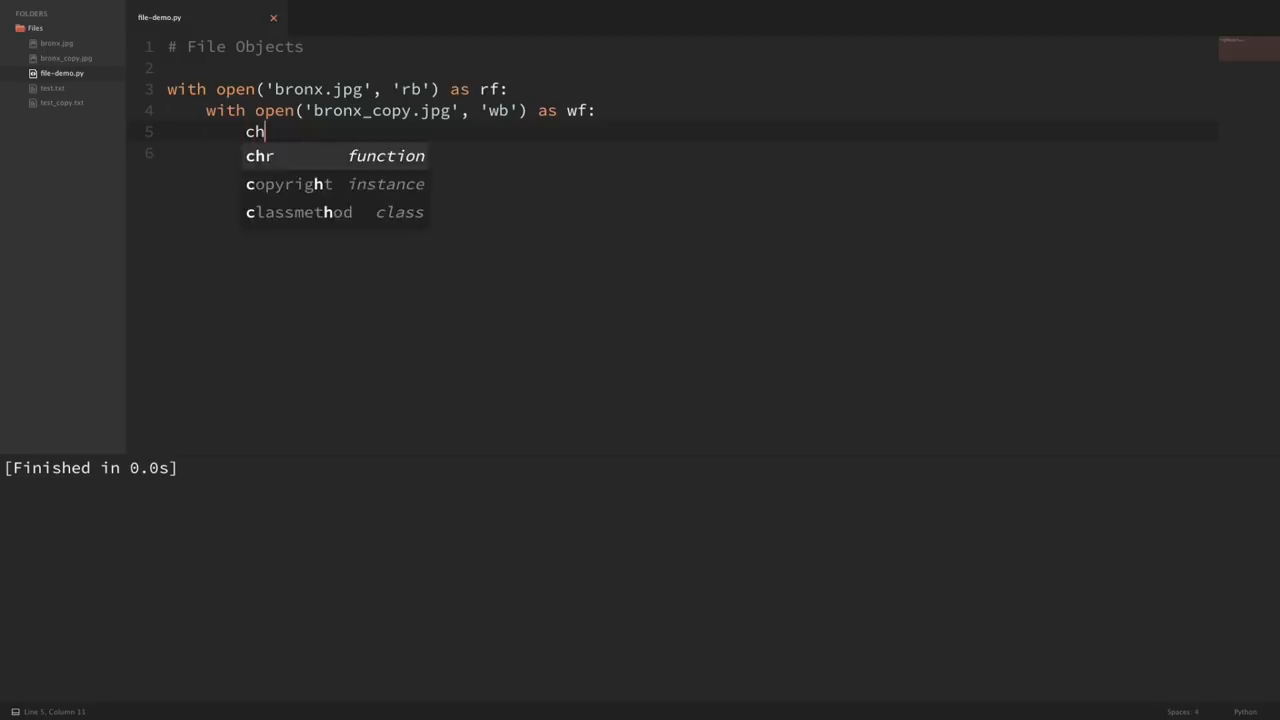 FOLDERS
Files
bronx.jpg
bronx_copy.jpg
file-demo.py
test.txt
test_copy.txt
file-demo.py ×
1 # File Objects
2
3 with open('bronx.jpg', 'rb') as rf:
4 with open('bronx_copy.jpg', 'wb') as wf:
5 ch
6
chr function
copyright instance
classmethod class
[Finished in 0.0s]
Line 5, Column 11
Spaces: 4
Python